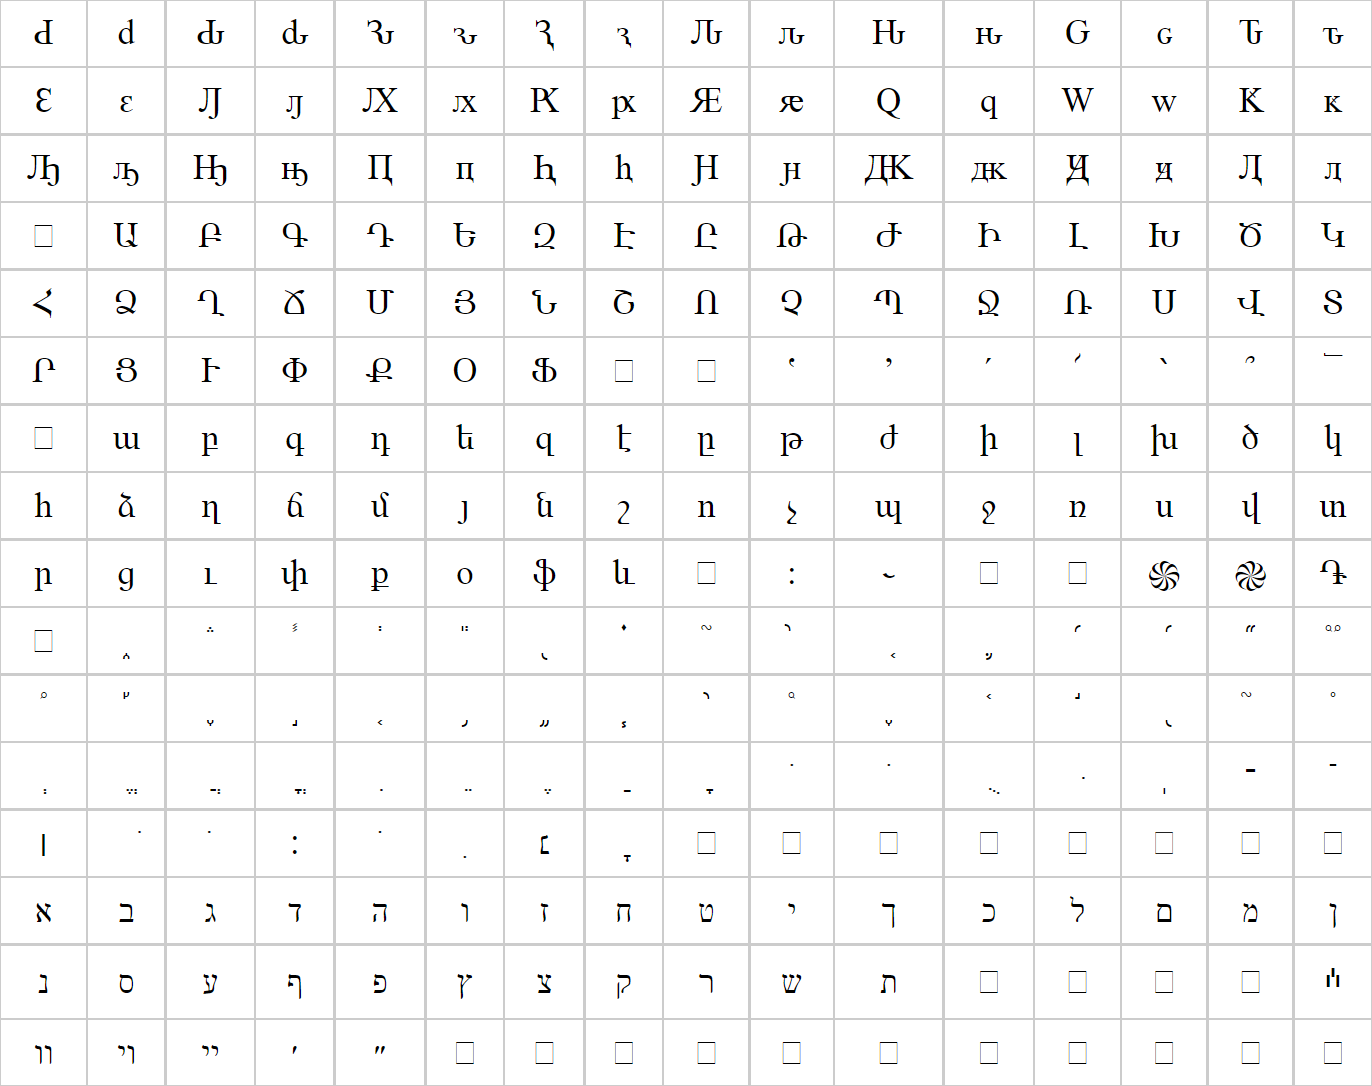 Ԁ ԁ Ԃ ԃ Ԅ ԅ Ԇ ԇ Ԉ ԉ Ԋ ԋ Ԍ ԍ Ԏ ԏ
Ԑ ԑ Ԓ ԓ Ԕ ԕ Ԗ ԗ Ԙ ԙ Ԛ ԛ Ԝ ԝ Ԟ ԟ
Ԡ ԡ Ԣ ԣ Ԥ ԥ Ԧ ԧ Ԩ ԩ Ԫ ԫ Ԭ ԭ Ԯ ԯ
Ա Բ Գ Դ Ե Զ Է Ը Թ Ժ Ի Լ Խ Ծ Կ
Հ Ձ Ղ Ճ Մ Յ Ն Շ Ո Չ Պ Ջ Ռ Ս Վ Տ
Ր Ց Ւ Փ Ք Օ Ֆ ՙ ՚ ՛ ՜ ՝ ՞ ՟
ա բ գ դ ե զ է ը թ ժ ի լ խ ծ կ
հ ձ ղ ճ մ յ ն շ ո չ պ ջ ռ ս վ տ
ր ց ւ փ ք օ ֆ և ։ ֊ ֍ ֎ ֏
֑ ֒ ֓ ֔ ֕ ֖ ֗ ֘ ֙ ֚ ֛ ֜ ֝ ֞ ֟
֠ ֡ ֢ ֣ ֤ ֥ ֦ ֧ ֨ ֩ ֪ ֫ ֬ ֭ ֮ ֯
ְ ֱ ֲ ֳ ִ ֵ ֶ ַ ָ ֹ ֺ ֻ ּ ֽ ־ ֿ
׀ ׁ ׂ ׃ ׄ ׅ ׆ ׇ
א ב ג ד ה ו ז ח ט י ך כ ל ם מ ן
נ ס ע ף פ ץ צ ק ר ש ת ׯ
װ ױ ײ ׳ ״